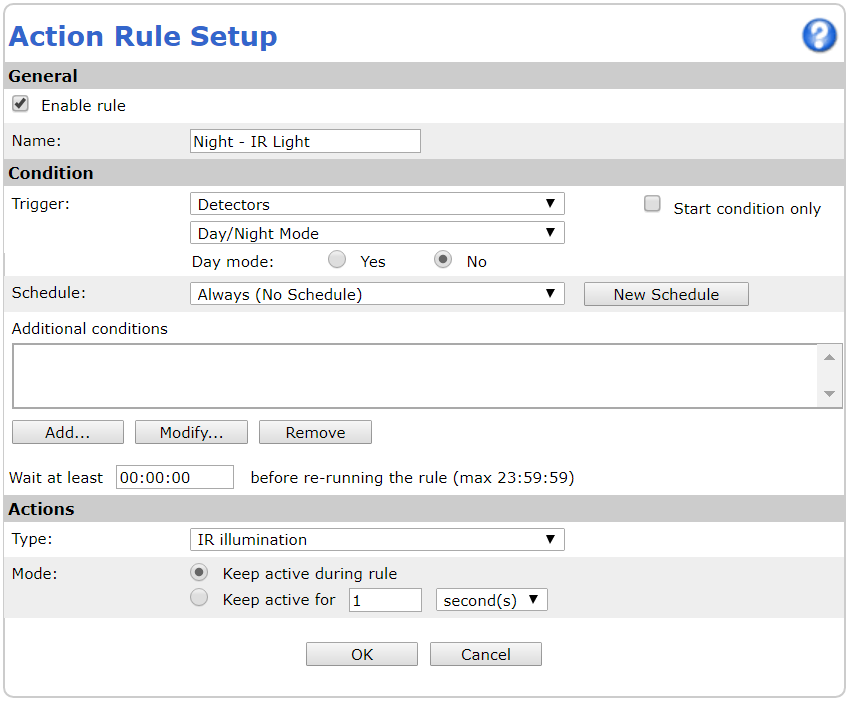 Action Rule Setup
?
General
Enable rule
Name: Night - IR Light
Condition
Trigger: Detectors Start condition only
Day/Night Mode
Day mode: Yes No
Schedule: Always (No Schedule) New Schedule
Additional conditions
Add... Modify... Remove
Wait at least 00:00:00 before re-running the rule (max 23:59:59)
Actions
Type: IR illumination
Mode: Keep active during rule
Keep active for 1 second(s)
OK Cancel